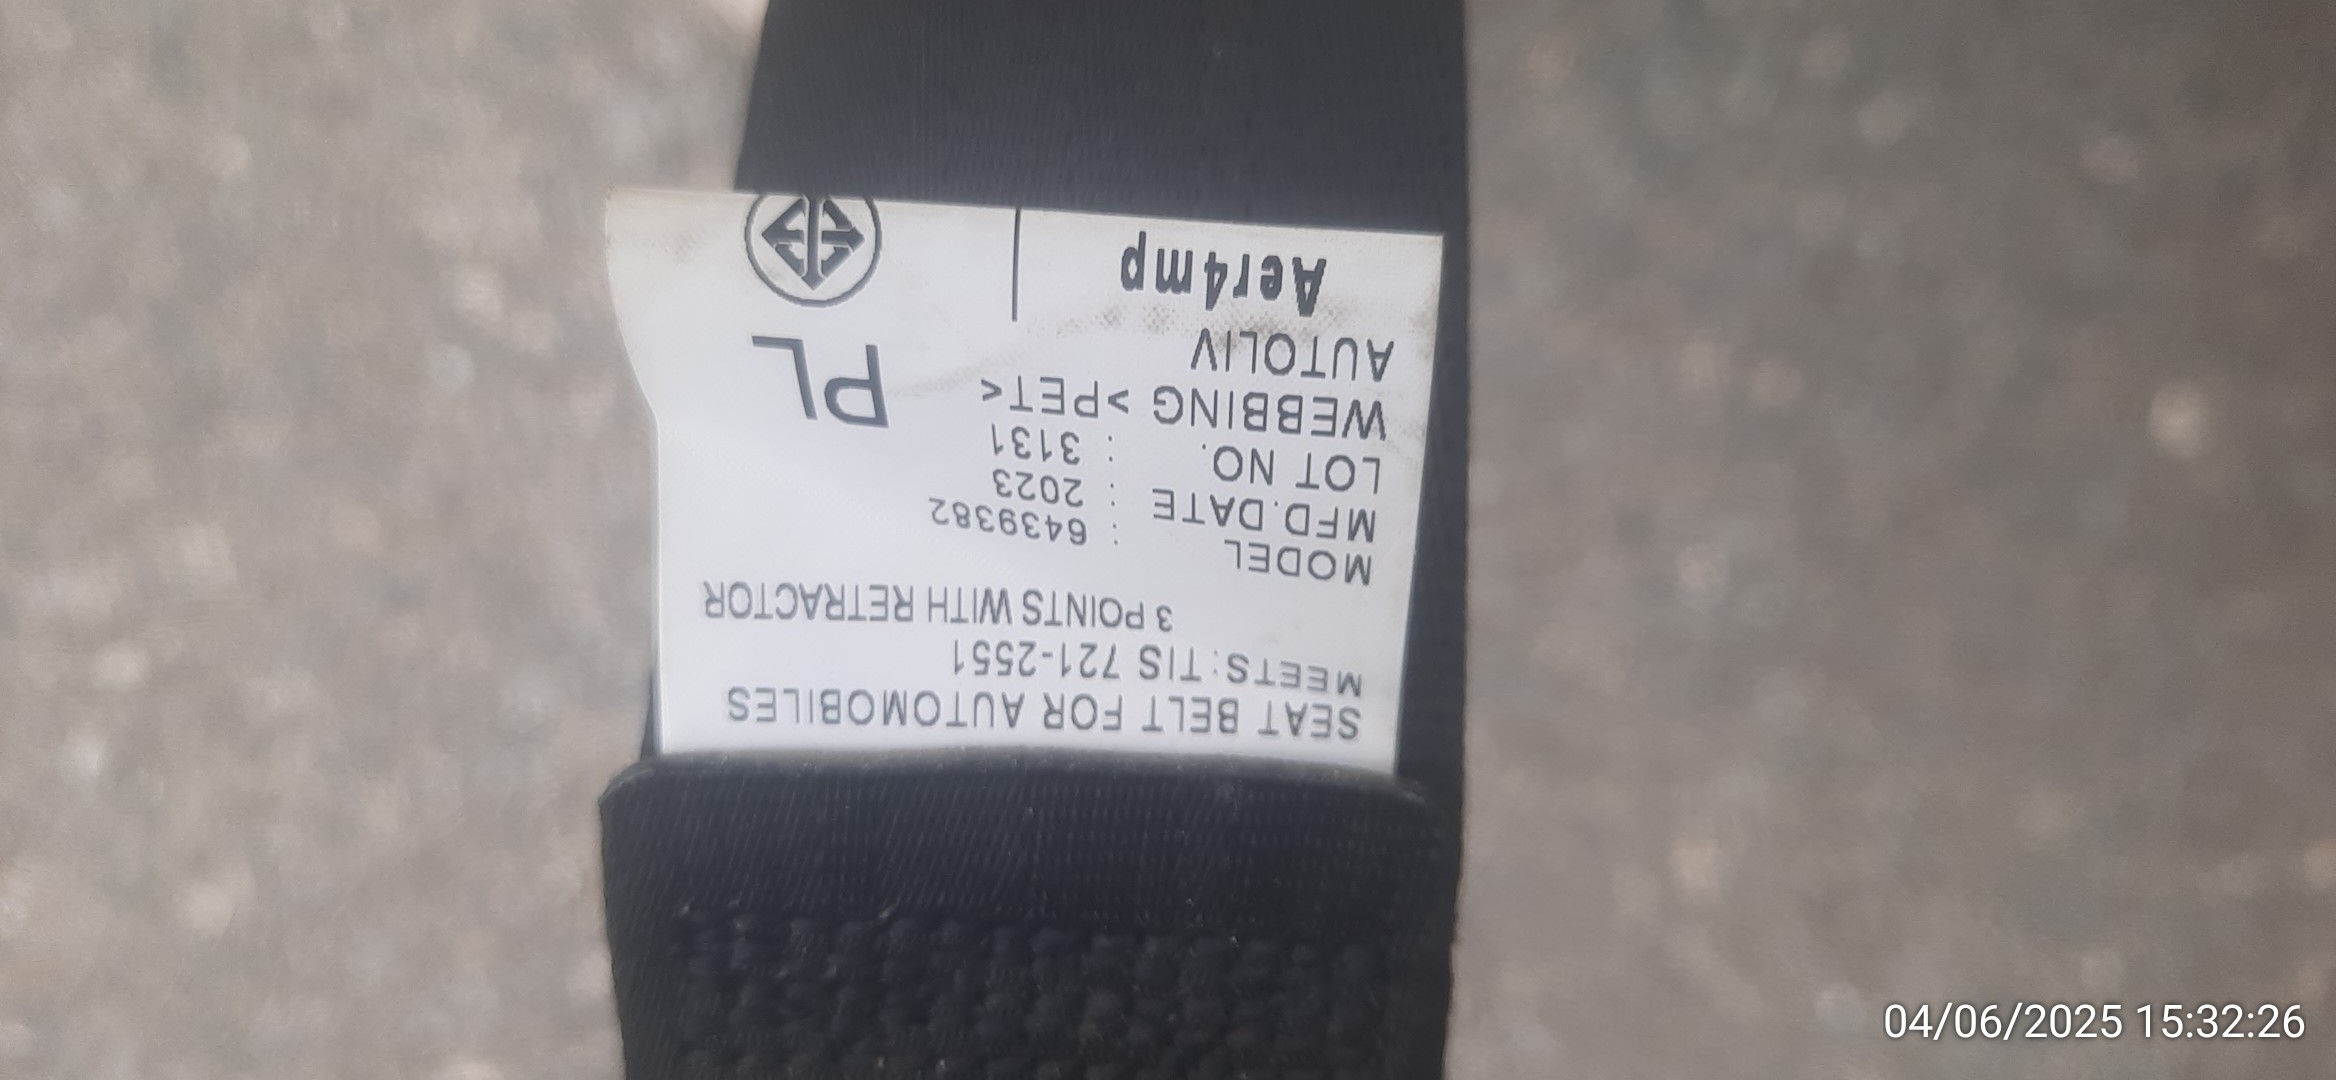 SEAT BELT FOR AUTOMOBILES
MEETS: TIS 721-2551
3 POINTS WITH RETRACTOR
MODEL : 6439382
MFD.DATE : 2023
LOT NO. : 3131
WEBBING >PET<
PL
AUTOLIV
Aer4mp
04/06/2025 15:32:26